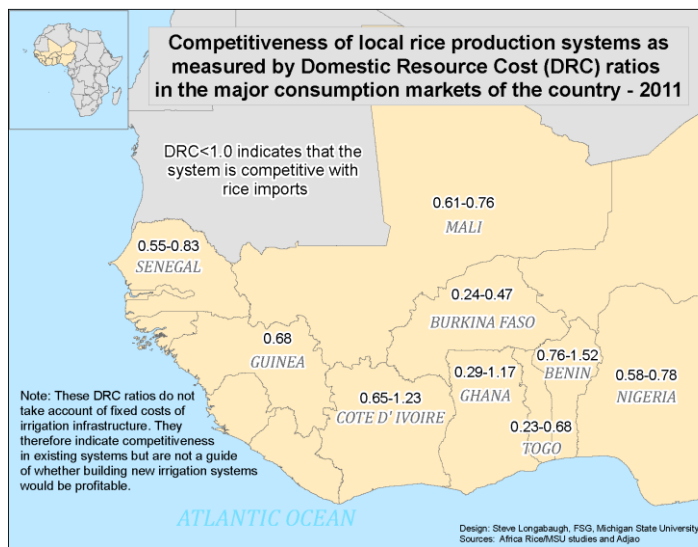 Competitiveness of local rice production systems as
measured by Domestic Resource Cost (DRC) ratios
in the major consumption markets of the country - 2011
DRC<1.0 indicates that the
system is competitive with
rice imports
0.61-0.76
MALI
0.55-0.83
SENEGAL
0.24-0.47
BURKINA FASO
0.68
GUINEA
0.76-1.52
BENIN
0.29-1.17
GHANA
0.58-0.78
NIGERIA
0.65-1.23
COTE D' IVOIRE
0.23-0.68
TOGO
Note: These DRC ratios do not
take account of fixed costs of
irrigation infrastructure. They
therefore indicate competitiveness
in existing systems but are not a guide
of whether building new irrigation systems
would be profitable.
ATLANTIC OCEAN
Design: Steve Longabaugh, FSG, Michigan State University
Sources: Africa Rice/MSU studies and Adjao